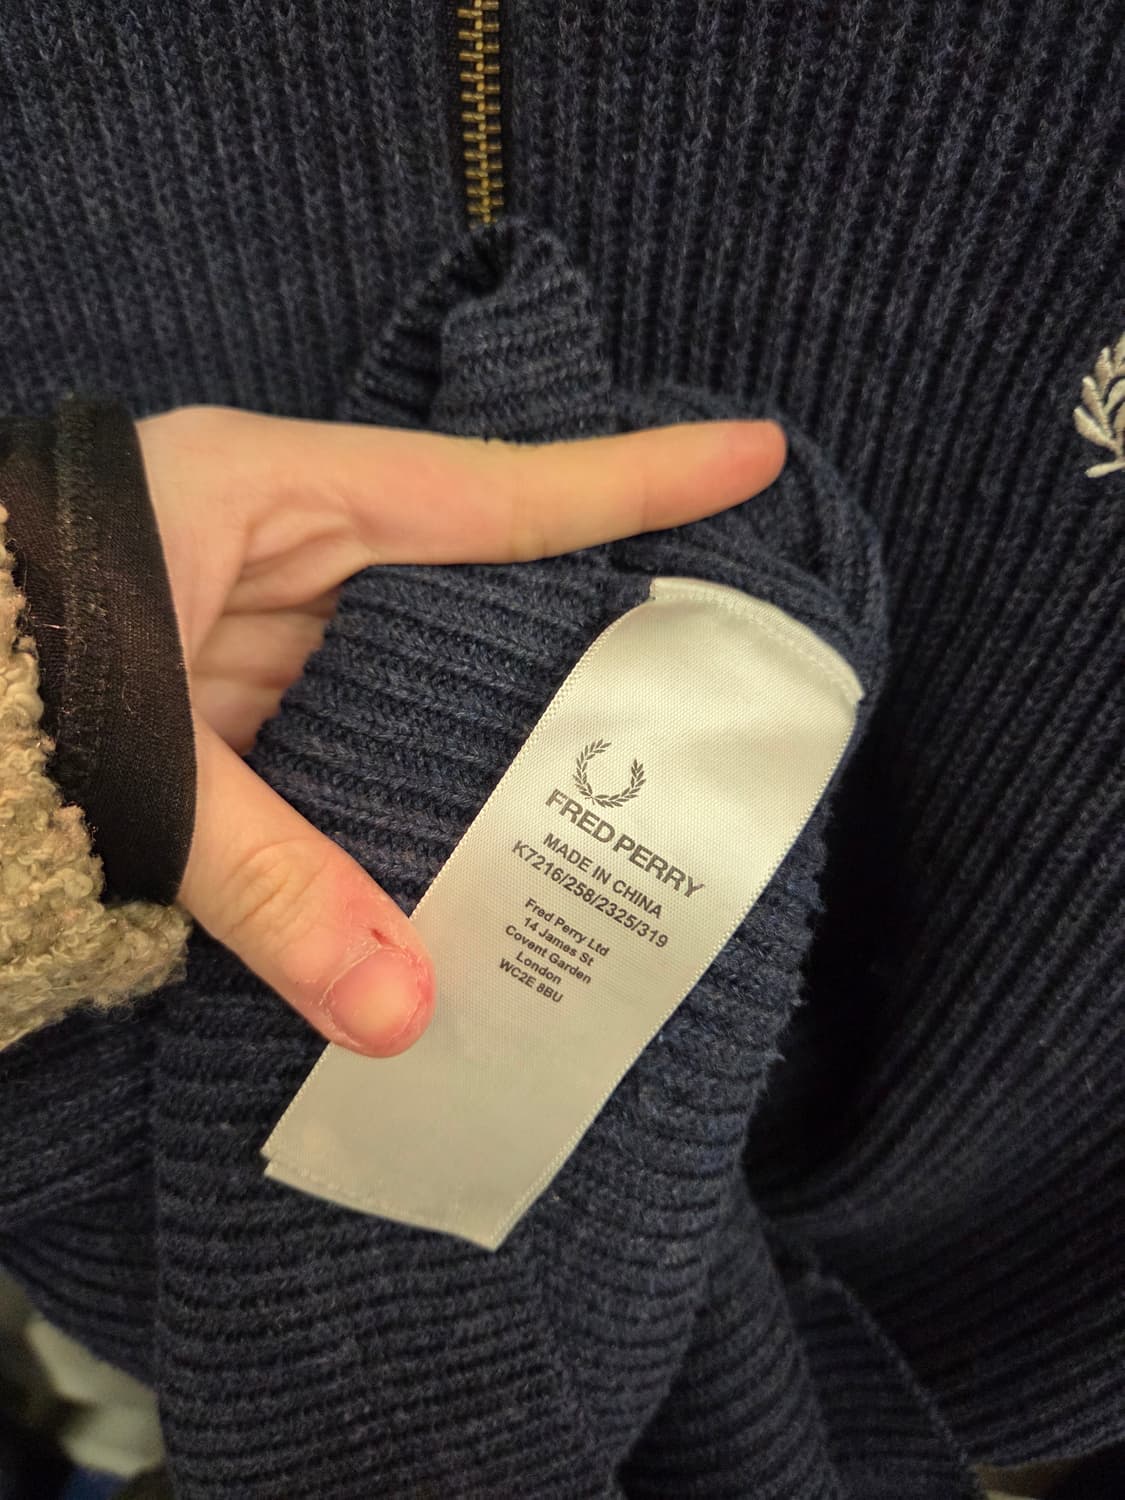 FRED PERRY
MADE IN CHINA
K7216/258/2325/319
Fred Perry Ltd
14 James St
Covent Garden
London
WC2E 8BU